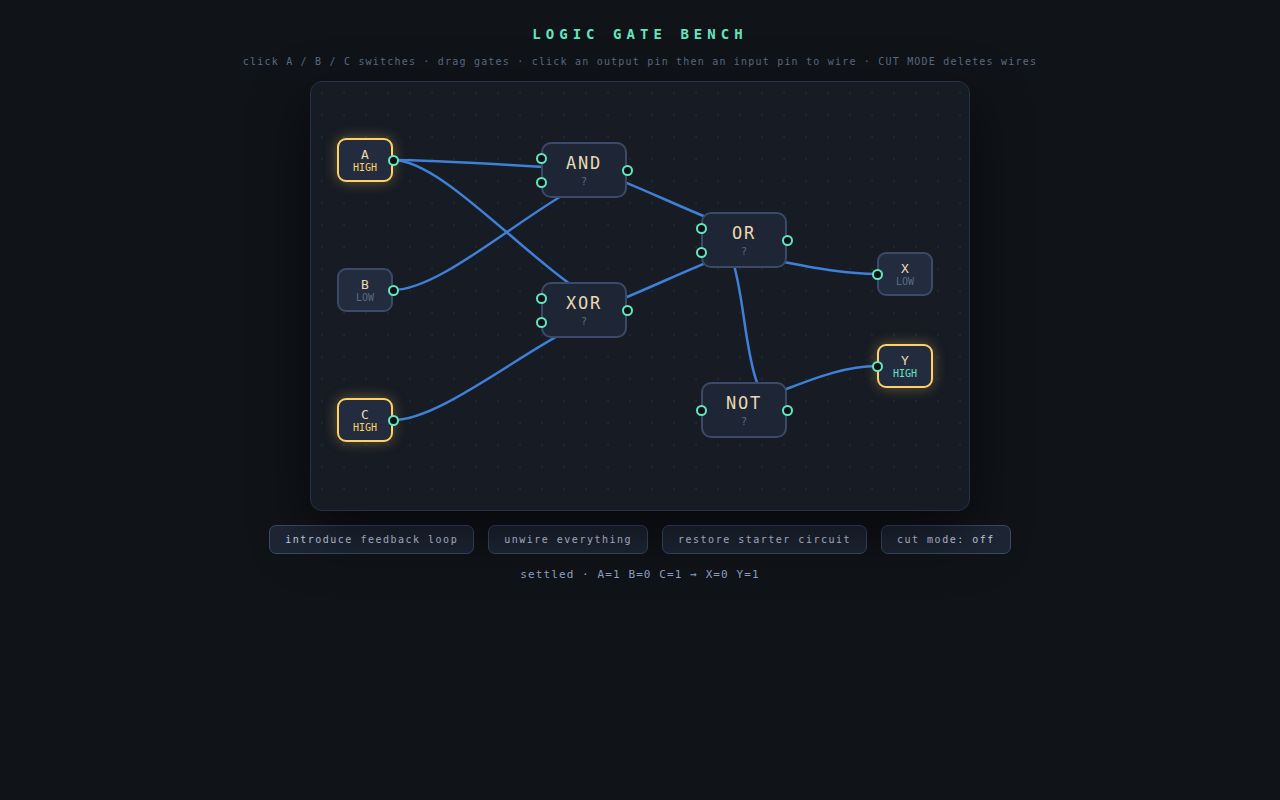 LOGIC GATE BENCH
click A / B / C switches · drag gates · click an output pin then an input pin to wire · CUT MODE deletes wires
A
HIGH
AND
?
OR
?
B
LOW
X
LOW
XOR
?
Y
HIGH
C
HIGH
NOT
?
introduce feedback loop
unwire everything
restore starter circuit
cut mode: off
settled · A=1 B=0 C=1 → X=0 Y=1